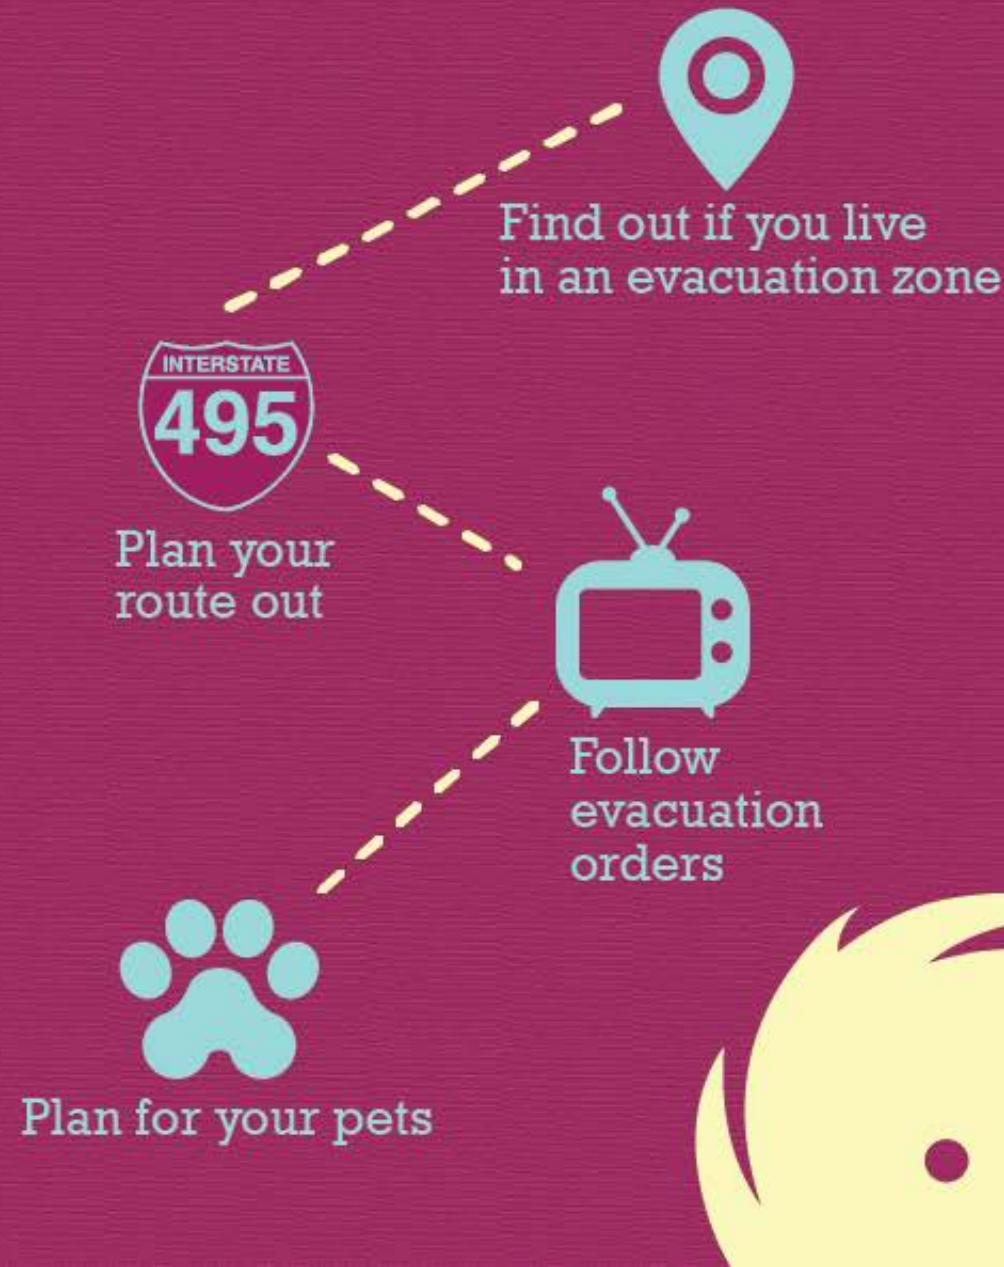 Find out if you live
in an evacuation zone
INTERSTATE
495
Plan your
route out
Follow
evacuation
orders
Plan for your pets